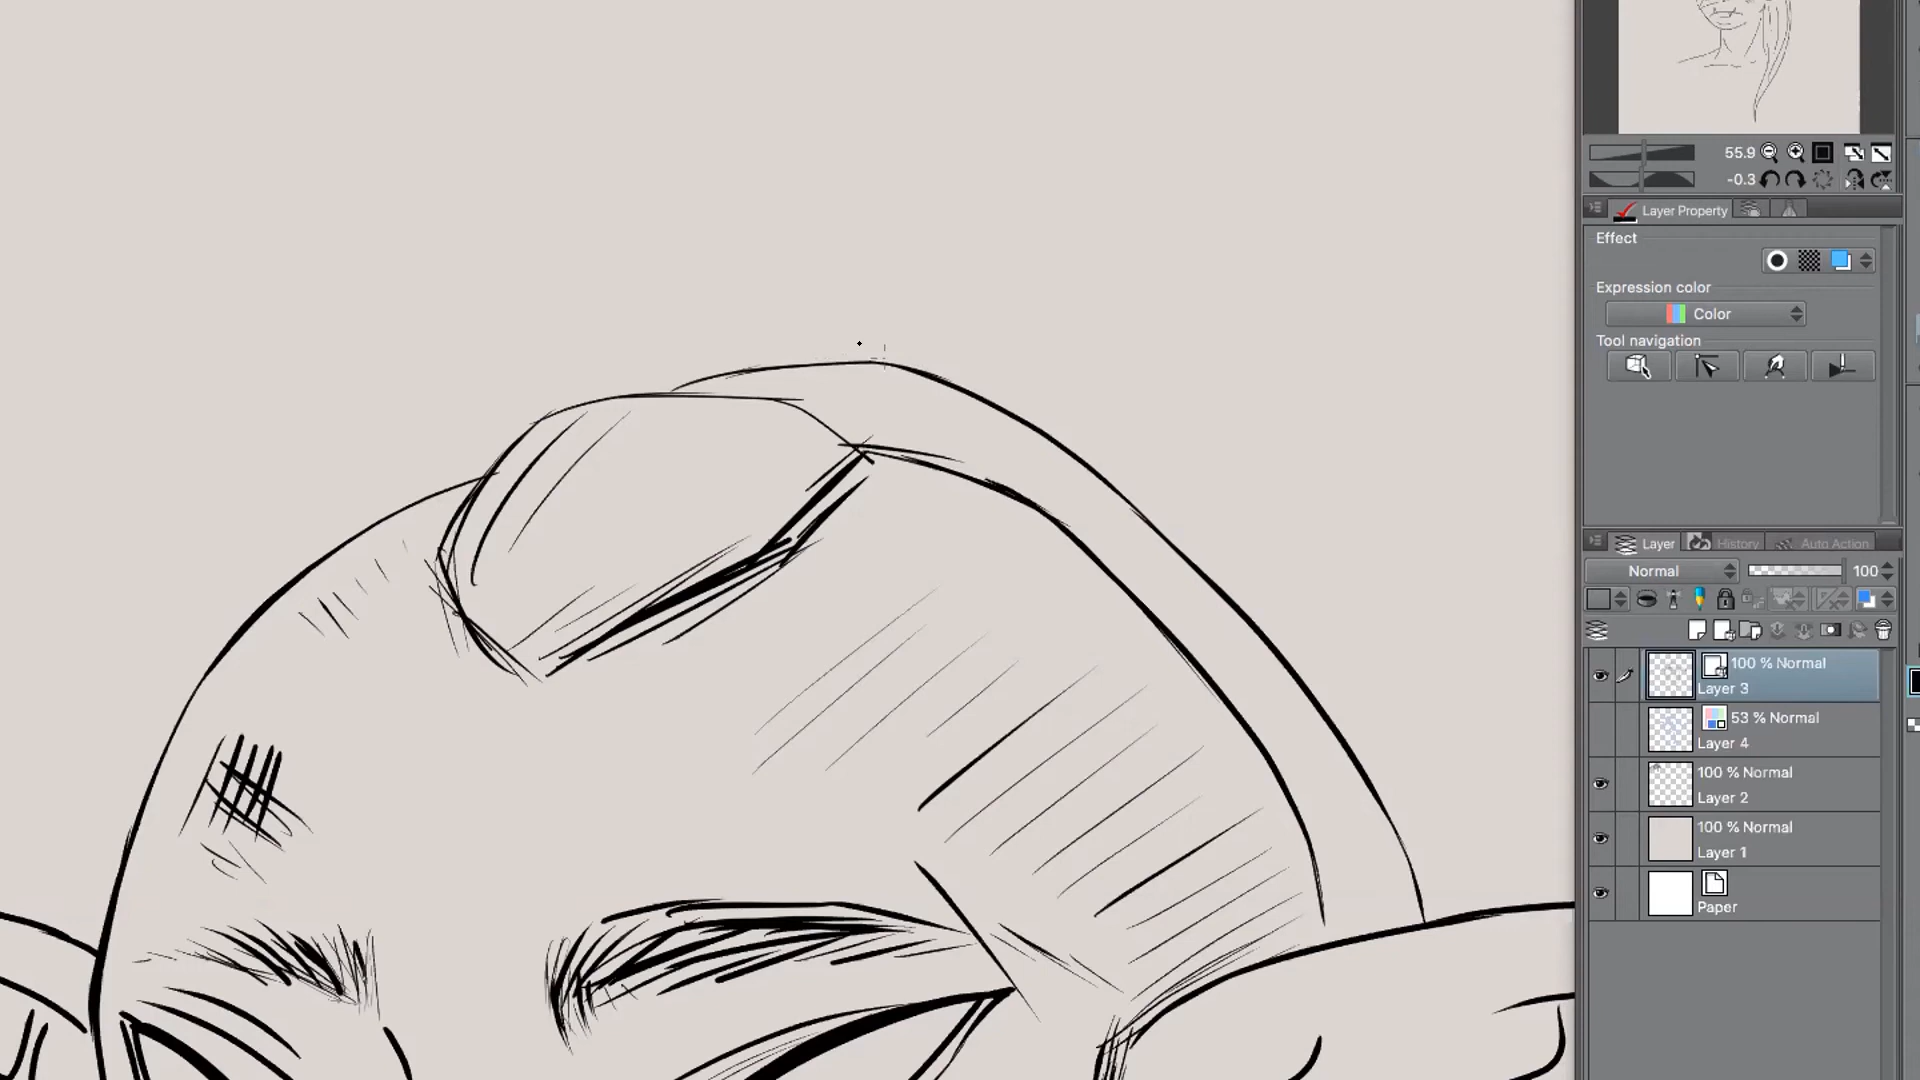 55.9
-0.3
Layer Property
Effect
Expression color
Color
Tool navigation
Layer
History
Auto Action
Normal
100
100 % Normal
Layer 3
53 % Normal
Layer 4
100 % Normal
Layer 2
100 % Normal
Layer 1
Paper